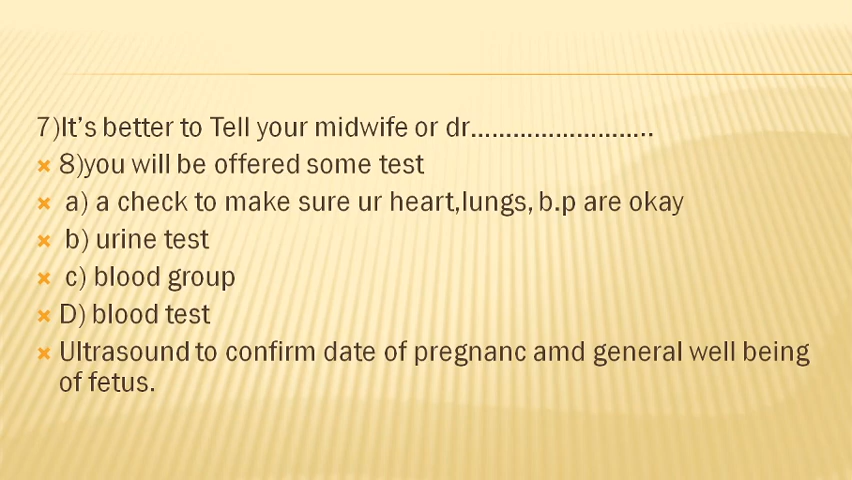 7)It's better to Tell your midwife or dr……………………..
8)you will be offered some test
a) a check to make sure ur heart,lungs, b.p are okay
b) urine test
c) blood group
D) blood test
Ultrasound to confirm date of pregnanc amd general well being
of fetus.